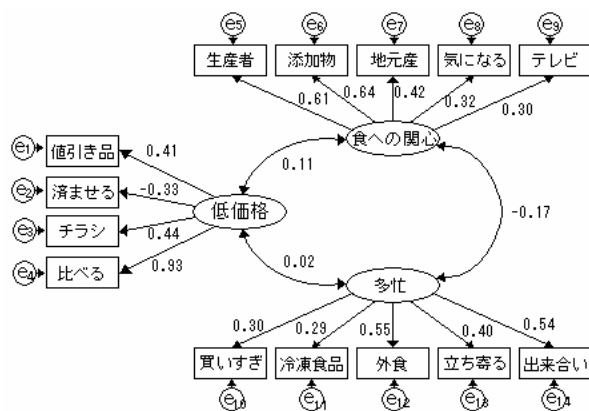 e5 e6 e7 e8 e9
生産者 添加物 地元産 気になる テレビ
0.61 0.64 0.42 0.32 0.30
食への関心
e1 値引き品 0.41
0.11
e2 済ませる -0.33
低価格
e3 チラシ 0.44
-0.17
e4 比べる 0.93
0.02
多忙
0.30 0.29 0.55 0.40 0.54
買いすぎ 冷凍食品 外食 立ち寄る 出来合い
e10 e11 e12 e13 e14